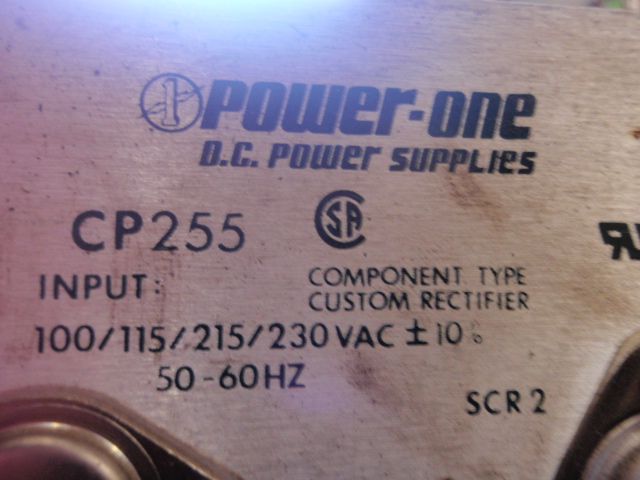 POWER-ONE
D.C. POWER SUPPLIES
CP255
CSA
INPUT: COMPONENT TYPE
CUSTOM RECTIFIER
100/115/215/230 VAC ± 10%
50-60HZ
SCR 2